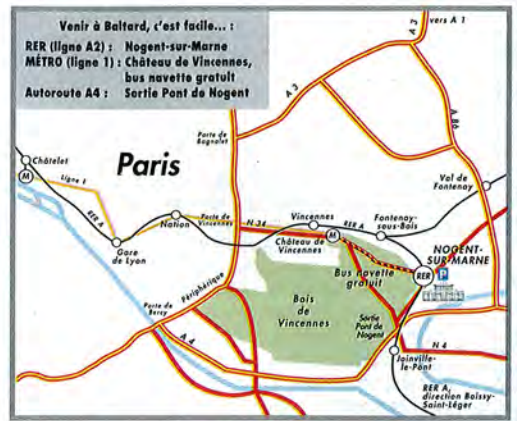 Venir à Baltard, c'est facile... :
RER (ligne A2) : Nogent-sur-Marne
MÉTRO (ligne 1) : Château de Vincennes,
bus navette gratuit
Autoroute A4 : Sortie Pont de Nogent
A 3
vers A 1
A 3
A 86
Porte de
Bagnolet
Châtelet
M
Ligne 1
Paris
RER A
Gare
de Lyon
Nation
Porte de
Vincennes
N 34
Vincennes
RER A
Fontenay-
sous-Bois
Val de
Fontenay
M
Château de
Vincennes
NOGENT-
SUR-MARNE
RER
P
Bus navette
gratuit
Périphérique
Bois
de
Vincennes
Porte de
Bercy
Sortie
Pont de
Nogent
A 4
N 4
Joinville-
le-Pont
RER A,
direction Boissy-
Saint-Léger